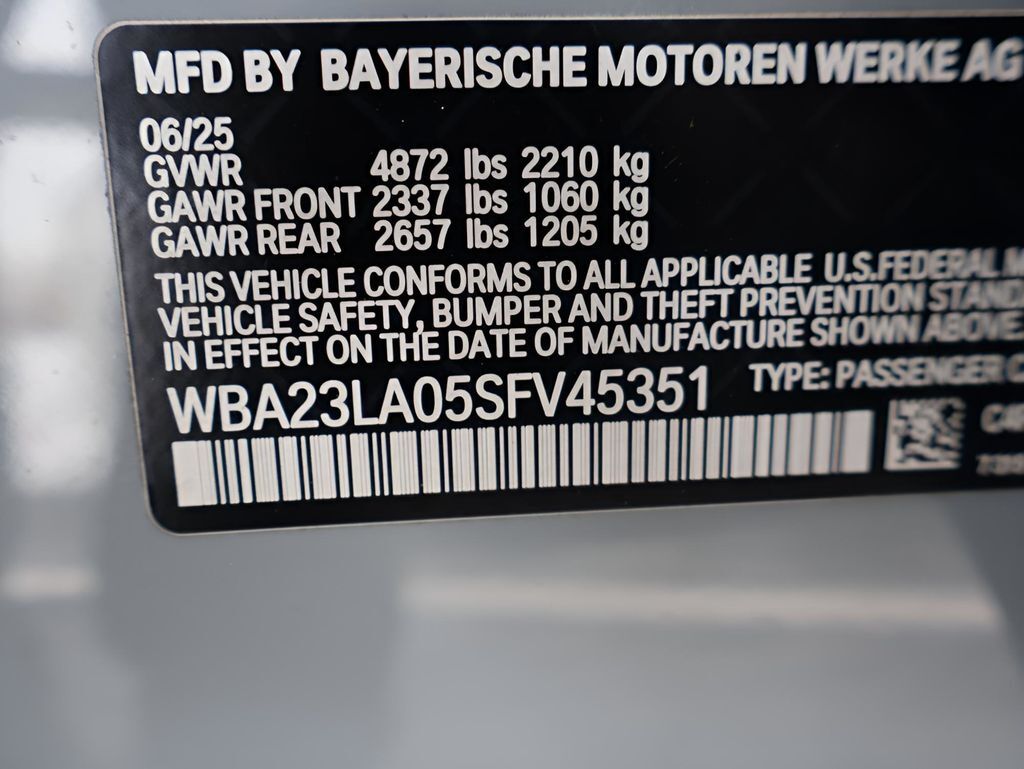 MFD BY BAYERISCHE MOTOREN WERKE AG
06/25
GVWR 4872 lbs 2210 kg
GAWR FRONT 2337 lbs 1060 kg
GAWR REAR 2657 lbs 1205 kg
THIS VEHICLE CONFORMS TO ALL APPLICABLE U.S.FEDERAL
VEHICLE SAFETY, BUMPER AND THEFT PREVENTION
IN EFFECT ON THE DATE OF MANUFACTURE SHOWN ABOVE.
WBA23LA05SFV45351 TYPE: PASSENGER